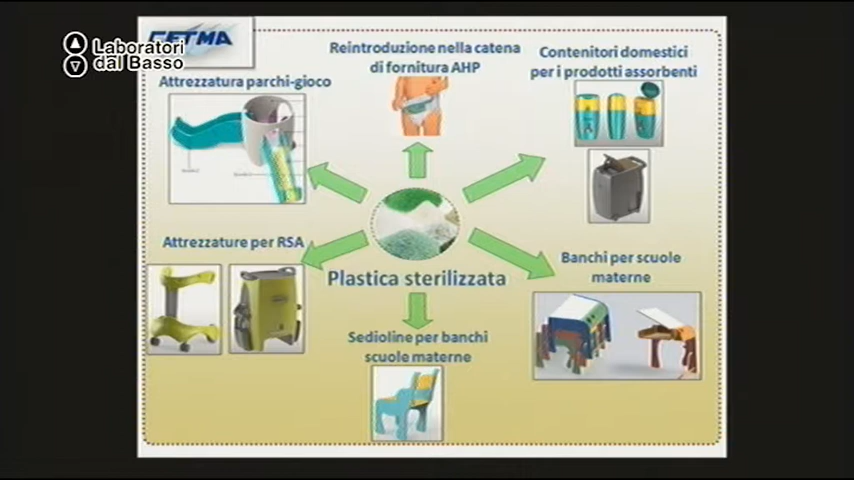 CETMA
Laboratori
dal Basso
Reintroduzione nella catena
di fornitura AHP
Contenitori domestici
per i prodotti assorbenti
Attrezzatura parchi-gioco
Attrezzature per RSA
Banchi per scuole
materne
Plastica sterilizzata
Sedioline per banchi
scuole materne